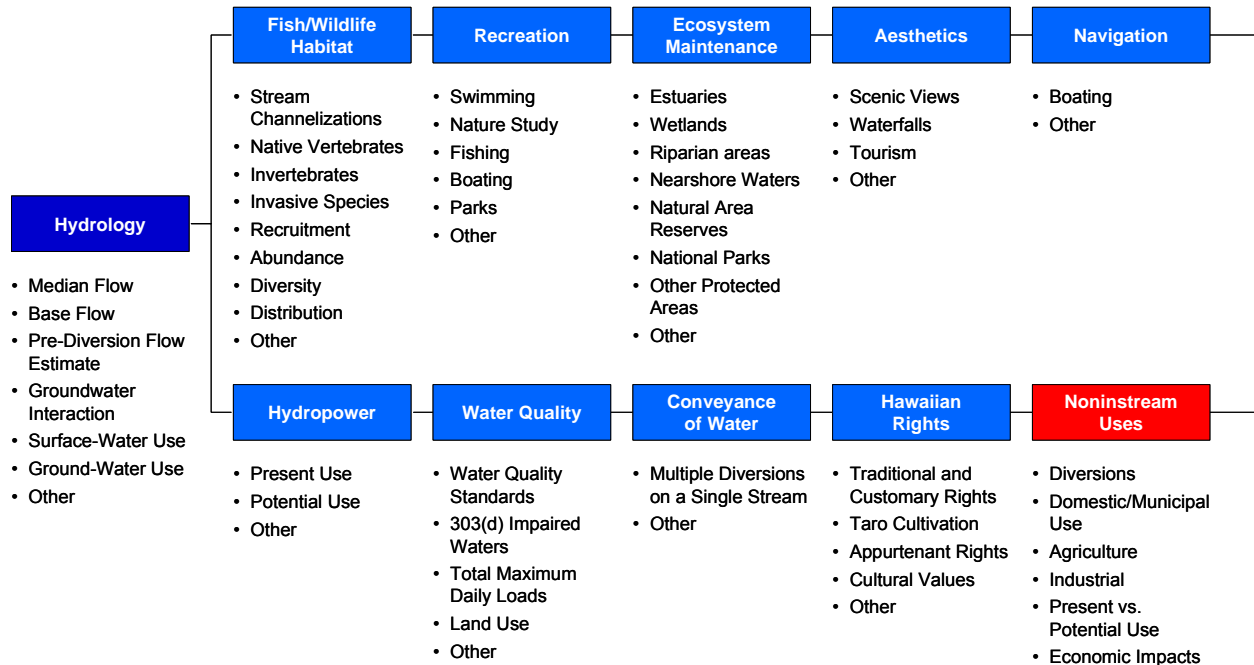 Fish/Wildlife
Habitat
• Stream
Channelizations
• Native Vertebrates
• Invertebrates
• Invasive Species
• Recruitment
• Abundance
• Diversity
• Distribution
• Other
Recreation
• Swimming
• Nature Study
• Fishing
• Boating
• Parks
• Other
Ecosystem
Maintenance
• Estuaries
• Wetlands
• Riparian areas
• Nearshore Waters
• Natural Area
Reserves
• National Parks
• Other Protected
Areas
• Other
Aesthetics
• Scenic Views
• Waterfalls
• Tourism
• Other
Navigation
• Boating
• Other
Hydrology
• Median Flow
• Base Flow
• Pre-Diversion Flow
Estimate
• Groundwater
Interaction
• Surface-Water Use
• Ground-Water Use
• Other
Hydropower
• Present Use
• Potential Use
• Other
Water Quality
• Water Quality
Standards
• 303(d) Impaired
Waters
• Total Maximum
Daily Loads
• Land Use
• Other
Conveyance
of Water
• Multiple Diversions
on a Single Stream
• Other
Hawaiian
Rights
• Traditional and
Customary Rights
• Taro Cultivation
• Appurtenant Rights
• Cultural Values
• Other
Noninstream
Uses
• Diversions
• Domestic/Municipal
Use
• Agriculture
• Industrial
• Present vs.
Potential Use
• Economic Impacts